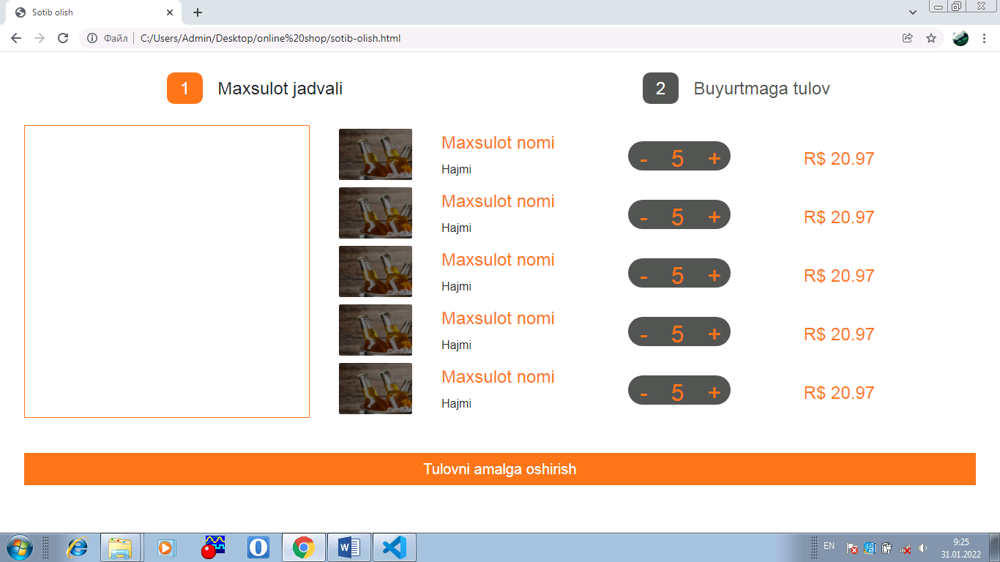 Sotib olish
Файл
C:/Users/Admin/Desktop/online%20shop/sotib-olish.html
1 Maxsulot jadvali
2 Buyurtmaga tulov
Maxsulot nomi
Hajmi
- 5 +
R$ 20.97
Maxsulot nomi
Hajmi
- 5 +
R$ 20.97
Maxsulot nomi
Hajmi
- 5 +
R$ 20.97
Maxsulot nomi
Hajmi
- 5 +
R$ 20.97
Maxsulot nomi
Hajmi
- 5 +
R$ 20.97
Tulovni amalga oshirish
EN
9:25
31.01.2022